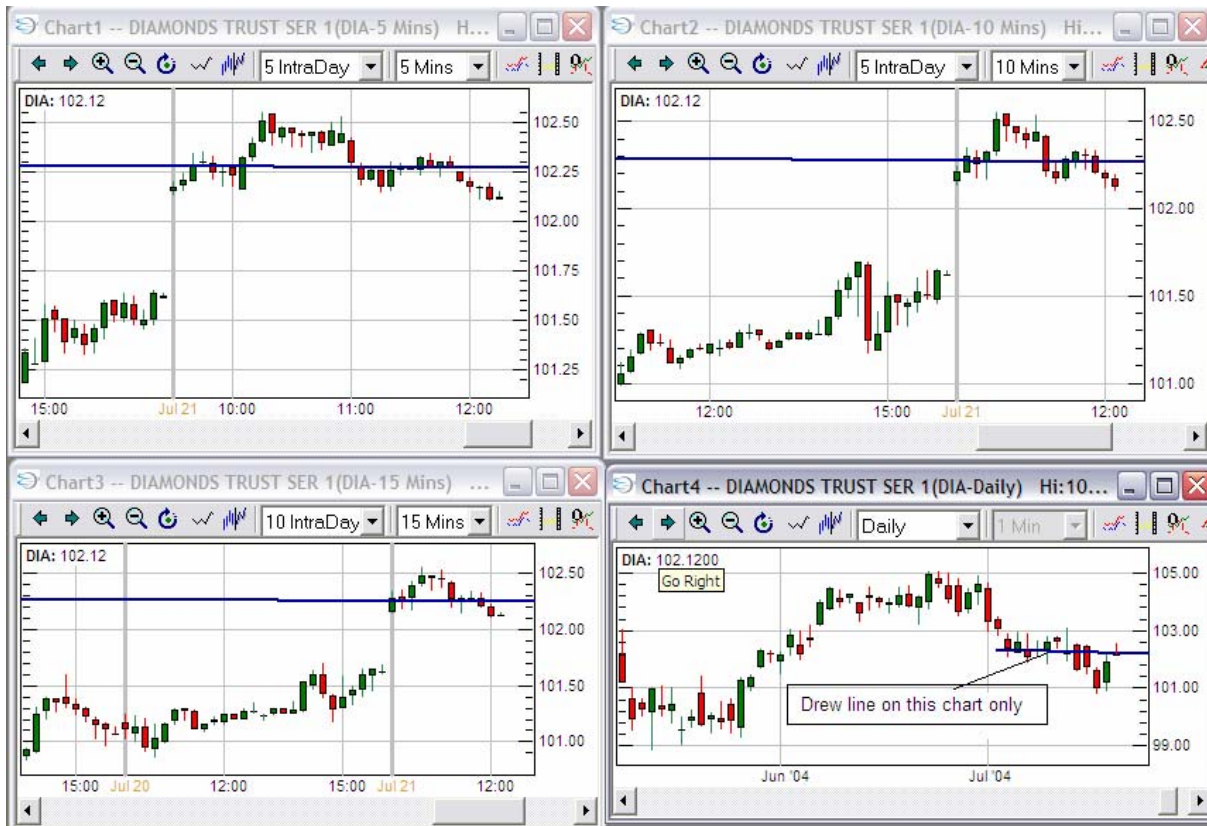 Chart1 -- DIAMONDS TRUST SER 1(DIA-5 Mins) H...
5 IntraDay 5 Mins
DIA: 102.12
102.50
102.25
102.00
101.75
101.50
101.25
15:00 Jul 21 10:00 11:00 12:00
Chart2 -- DIAMONDS TRUST SER 1(DIA-10 Mins) Hi...
5 IntraDay 10 Mins
DIA: 102.12
102.50
102.00
101.50
101.00
12:00 15:00 Jul 21 12:00
Chart3 -- DIAMONDS TRUST SER 1(DIA-15 Mins) ...
10 IntraDay 15 Mins
DIA: 102.12
102.50
102.00
101.50
101.00
15:00 Jul 20 12:00 15:00 Jul 21 12:00
Chart4 -- DIAMONDS TRUST SER 1(DIA-Daily) Hi:10...
Daily 1 Min
DIA: 102.1200
Go Right
105.00
103.00
101.00
99.00
Drew line on this chart only
Jun '04 Jul '04